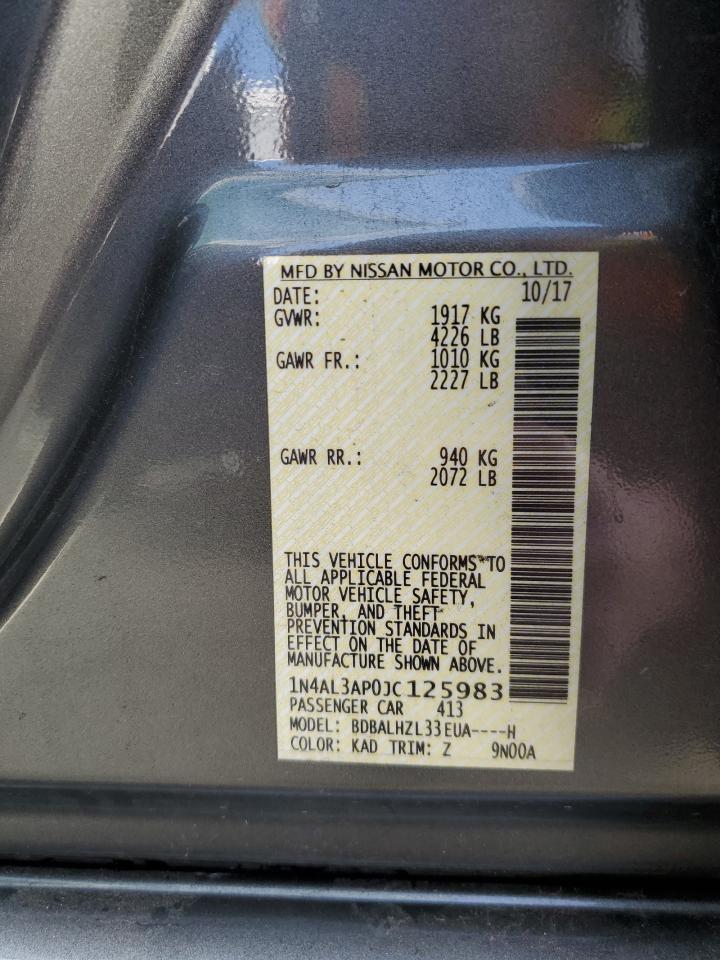 MFD BY NISSAN MOTOR CO., LTD.
DATE: 10/17
GVWR: 1917 KG
4226 LB
GAWR FR.: 1010 KG
2227 LB
GAWR RR.: 940 KG
2072 LB
THIS VEHICLE CONFORMS TO
ALL APPLICABLE FEDERAL
MOTOR VEHICLE SAFETY,
BUMPER, AND THEFT
PREVENTION STANDARDS IN
EFFECT ON THE DATE OF
MANUFACTURE SHOWN ABOVE.
1N4AL3AP0JC125983
PASSENGER CAR 413
MODEL: BDBALHZL33EUA----H
COLOR: KAD TRIM: Z 9N00A